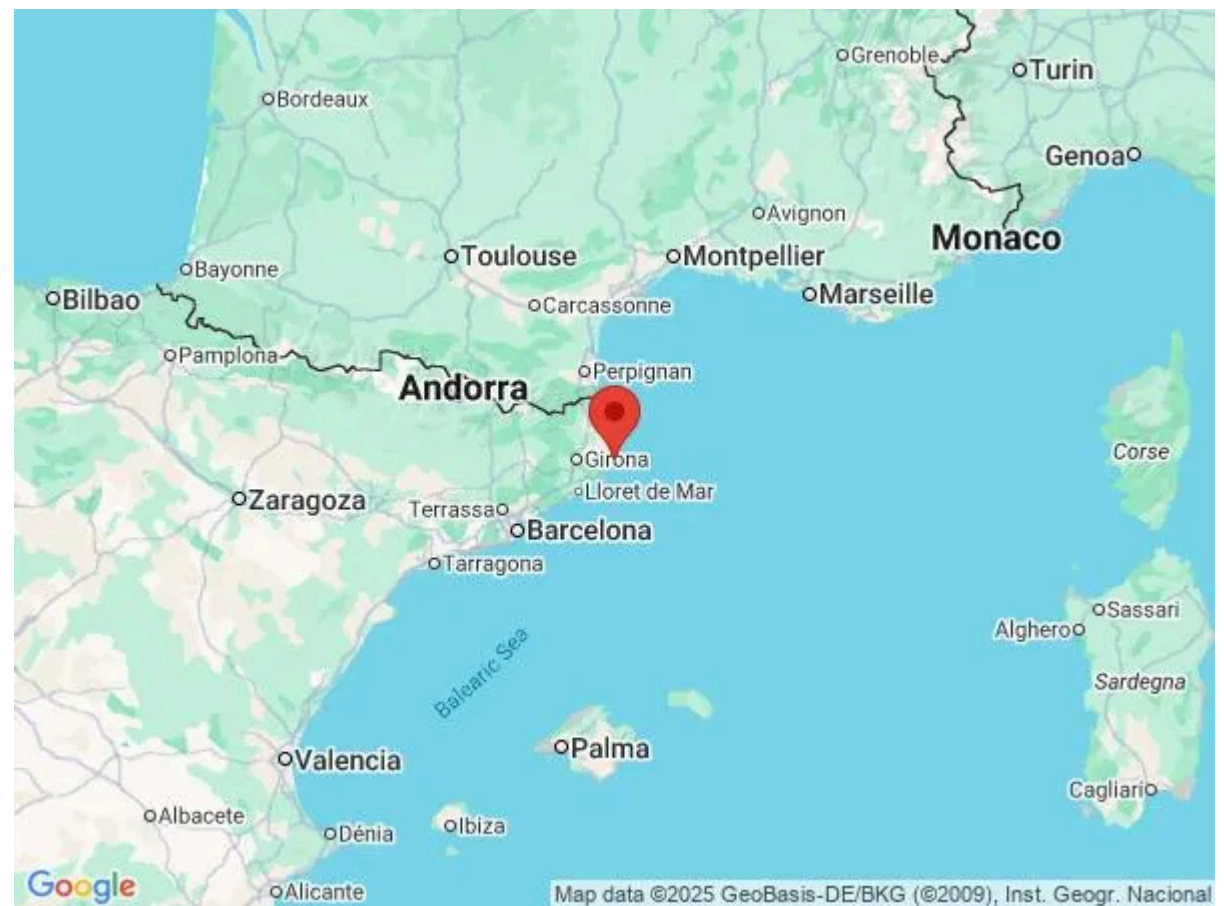 Grenoble
Turin
Bordeaux
Genoa
Avignon
Monaco
Toulouse
Montpellier
Bayonne
Bilbao
Carcassonne
Marseille
Pamplona
Perpignan
Andorra
Corse
Girona
Lloret de Mar
Zaragoza
Terrassa
Barcelona
Tarragona
Sassari
Alghero
Balearic Sea
Sardegna
Palma
Valencia
Cagliari
Albacete
Ibiza
Dénia
Google
Alicante
Map data ©2025 GeoBasis-DE/BKG (©2009), Inst. Geogr. Nacional